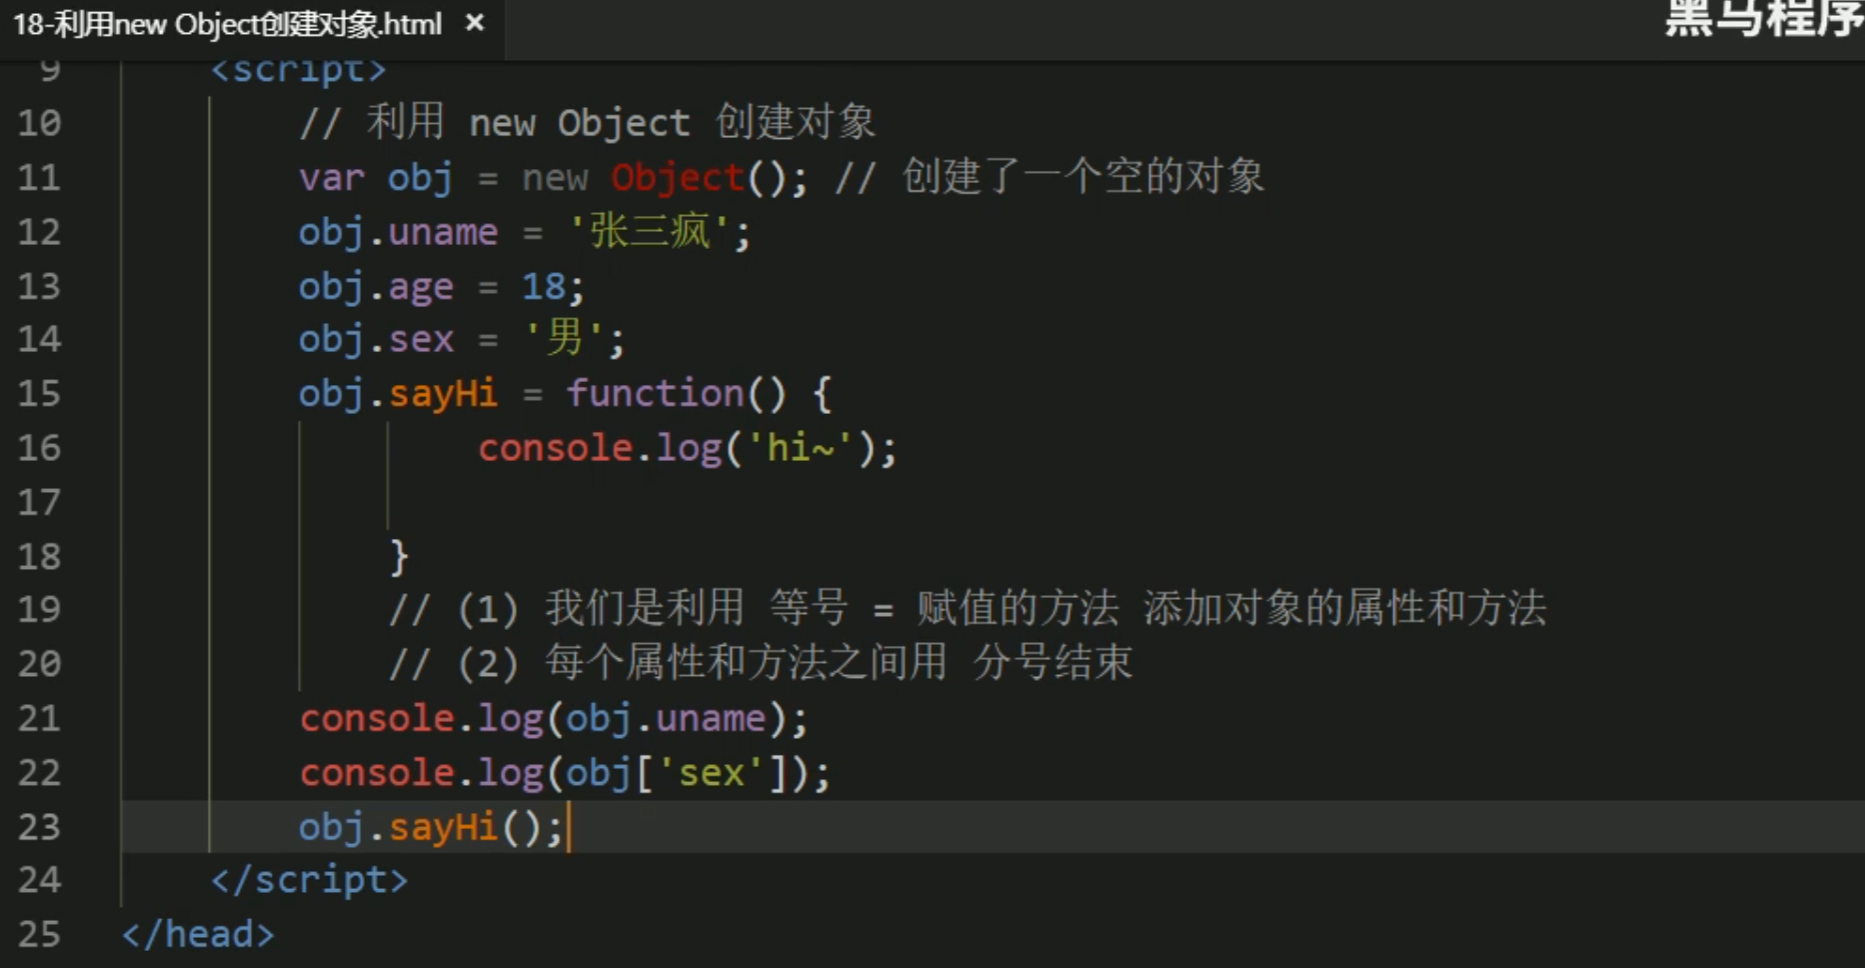 18-利用new Object创建对象.html ×
黑马程序
9 <script>
10 // 利用 new Object 创建对象
11 var obj = new Object(); // 创建了一个空的对象
12 obj.uname = '张三疯';
13 obj.age = 18;
14 obj.sex = '男';
15 obj.sayHi = function() {
16 console.log('hi~');
17
18 }
19 // (1) 我们是利用 等号 = 赋值的方法 添加对象的属性和方法
20 // (2) 每个属性和方法之间用 分号结束
21 console.log(obj.uname);
22 console.log(obj['sex']);
23 obj.sayHi();
24 </script>
25 </head>